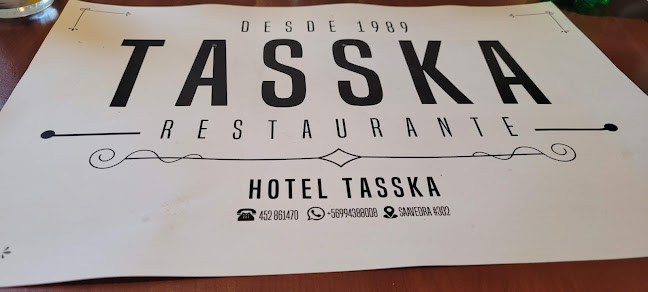 DESDE 1989
TASSKA
RESTAURANTE
HOTEL TASSKA
452 861470 +56994388008 SAAVEDRA #302